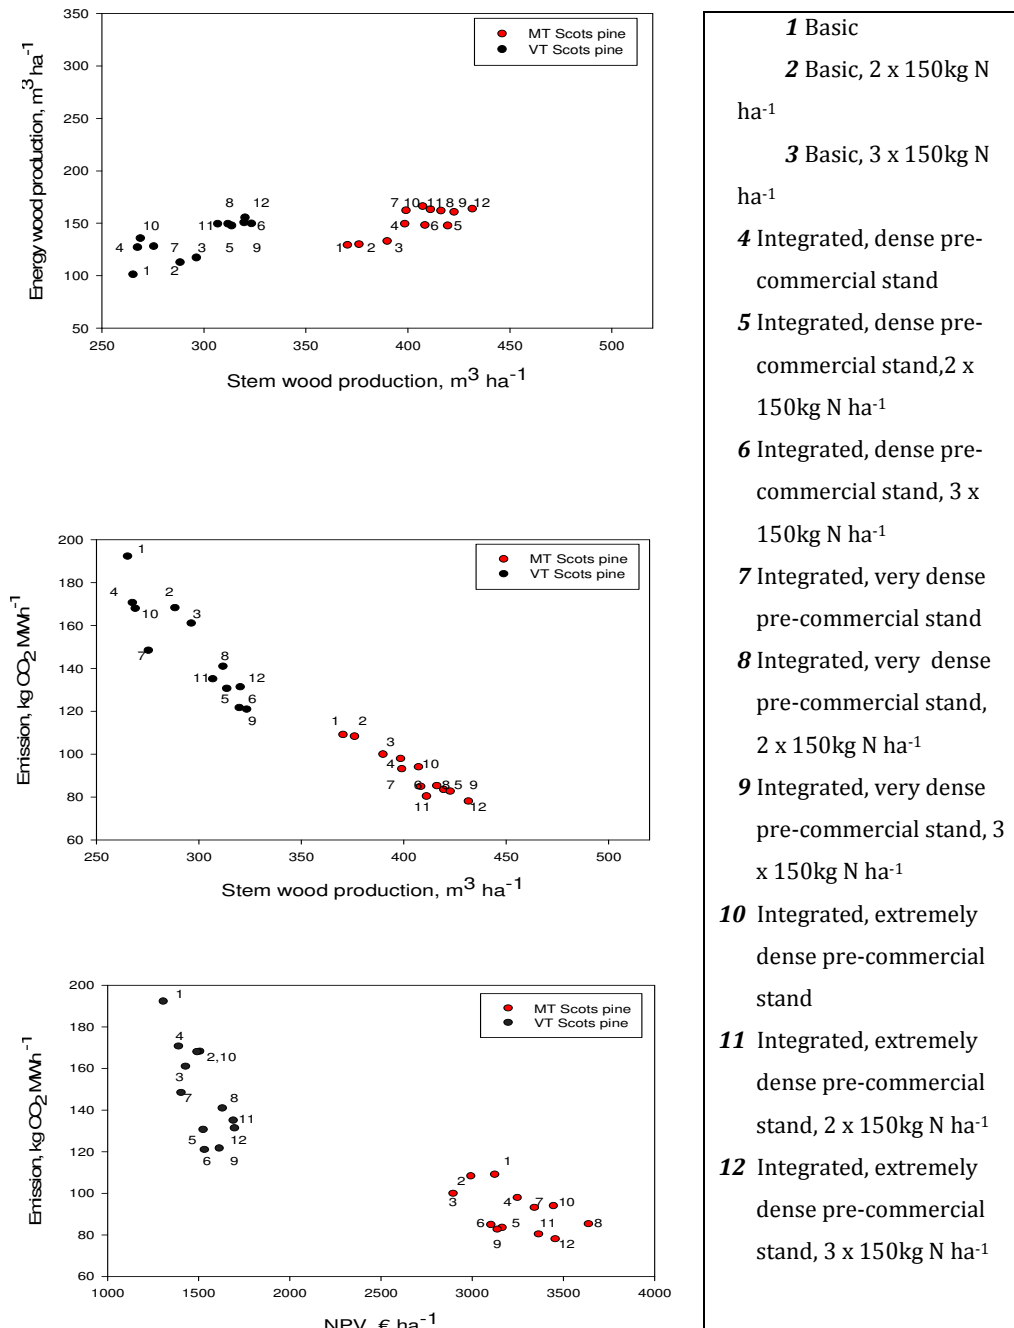 350
300
250
200
150
100
50
Energy wood production, m³ ha⁻¹
MT Scots pine
VT Scots pine
10
4
1
7
2
3
8
11
5
12
6
9
7 10 11 8 9 12
4
6
5
1
2
3
250
300
350
400
450
500
Stem wood production, m³ ha⁻¹
200
180
160
140
120
100
80
60
Emission, kg CO₂ MWh⁻¹
MT Scots pine
VT Scots pine
1
4
2
10
3
7
8
11
12
5
6
9
1
2
3
4
10
7
6
8 5 9
11
12
250
300
350
400
450
500
Stem wood production, m³ ha⁻¹
200
180
160
140
120
100
80
60
Emission, kg CO₂ MWh⁻¹
MT Scots pine
VT Scots pine
1
4
2,10
3
7
8
11
5
12
6
9
1
2
3
4
7
10
6
5
11
8
9
12
1000
1500
2000
2500
3000
3500
4000
NPV, € ha⁻¹
1 Basic
2 Basic, 2 x 150kg N
ha⁻¹
3 Basic, 3 x 150kg N
ha⁻¹
4 Integrated, dense pre-
commercial stand
5 Integrated, dense pre-
commercial stand,2 x
150kg N ha⁻¹
6 Integrated, dense pre-
commercial stand, 3 x
150kg N ha⁻¹
7 Integrated, very dense
pre-commercial stand
8 Integrated, very dense
pre-commercial stand,
2 x 150kg N ha⁻¹
9 Integrated, very dense
pre-commercial stand, 3
x 150kg N ha⁻¹
10 Integrated, extremely
dense pre-commercial
stand
11 Integrated, extremely
dense pre-commercial
stand, 2 x 150kg N ha⁻¹
12 Integrated, extremely
dense pre-commercial
stand, 3 x 150kg N ha⁻¹